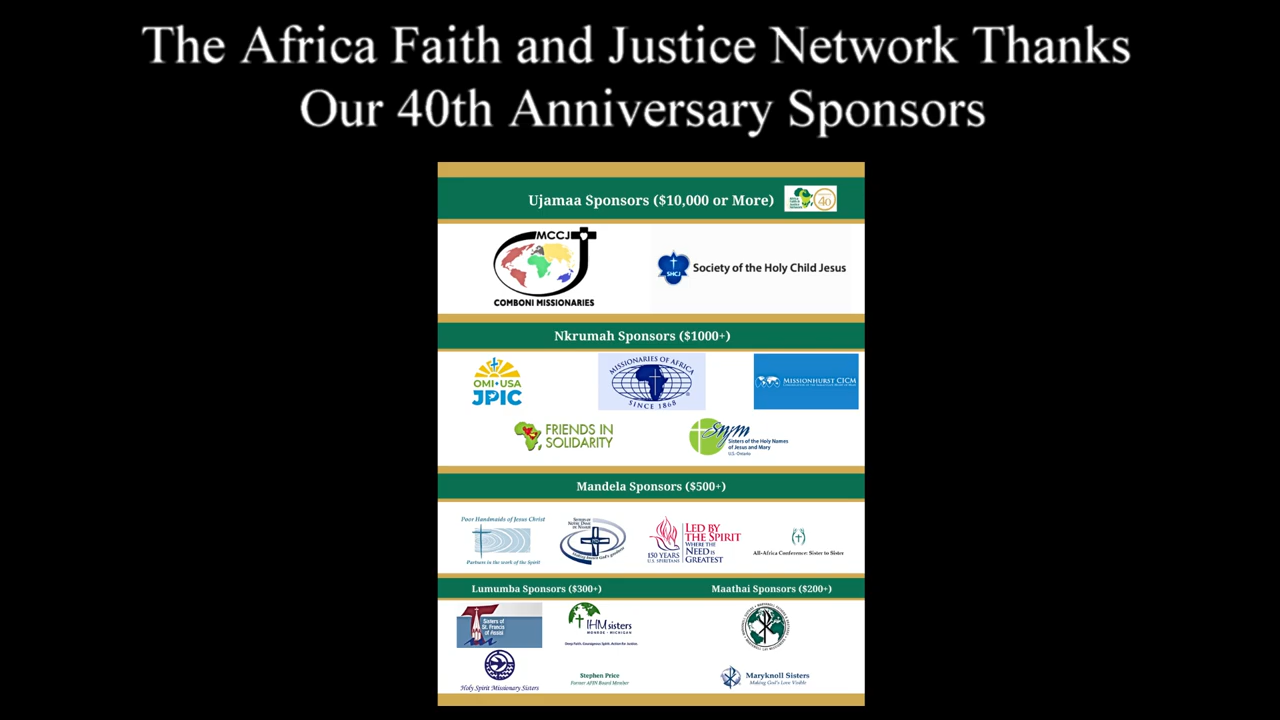 The Africa Faith and Justice Network Thanks
Our 40th Anniversary Sponsors
Ujamaa Sponsors ($10,000 or More)
40
MCCJ
COMBONI MISSIONARIES
SHCJ
Society of the Holy Child Jesus
Nkrumah Sponsors ($1000+)
OMI•USA
JPIC
MISSIONARIES OF AFRICA
SINCE 1868
MISSIONHURST CICM
FRIENDS IN
SOLIDARITY
Snjm
Sisters of the Holy Names
of Jesus and Mary
U.S.-Ontario
Mandela Sponsors ($500+)
Poor Handmaids of Jesus Christ
Partners in the work of the Spirit
LED BY
THE SPIRIT
WHERE THE
NEED IS
GREATEST
150 YEARS
U.S. SPIRITANS
All-Africa Conference: Sister to Sister
Lumumba Sponsors ($300+)
Maathai Sponsors ($200+)
Sisters of
St. Francis
of Assisi
IHM sisters
MONROE • MICHIGAN
Holy Spirit Missionary Sisters
Stephen Price
Former AFJN Board Member
Maryknoll Sisters
Making God's Love Visible